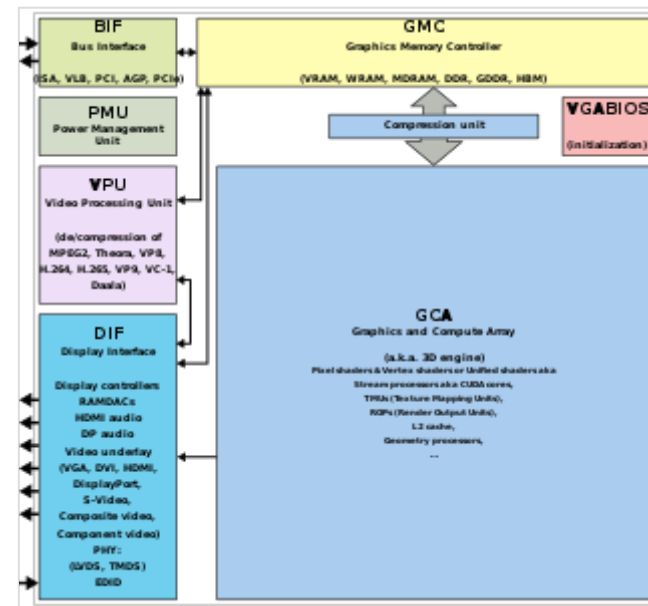 BIF
Bus Interface
(ISA, VLB, PCI, AGP, PCIe)
GMC
Graphics Memory Controller
(VRAM, WRAM, MDRAM, DDR, GDDR, HBM)
PMU
Power Management
Unit
Compression unit
VGABIOS
(initialization)
VPU
Video Processing Unit
(de/compression of
MPEG2, Theora, VP8,
H.264, H.265, VP9, VC-1,
Daala)
DIF
Display Interface
Display controllers
RAMDACs
HDMI audio
DP audio
Video underlay
(VGA, DVI, HDMI,
DisplayPort,
S-Video,
Composite video,
Component video)
PHY:
(LVDS, TMDS)
EDID
GCA
Graphics and Compute Array
(a.k.a. 3D engine)
Pixel shaders & Vertex shaders or Unified shaders aka
Stream processors aka CUDA cores,
TMUs (Texture Mapping Units),
ROPs (Render Output Units),
L2 cache,
Geometry processors,
...